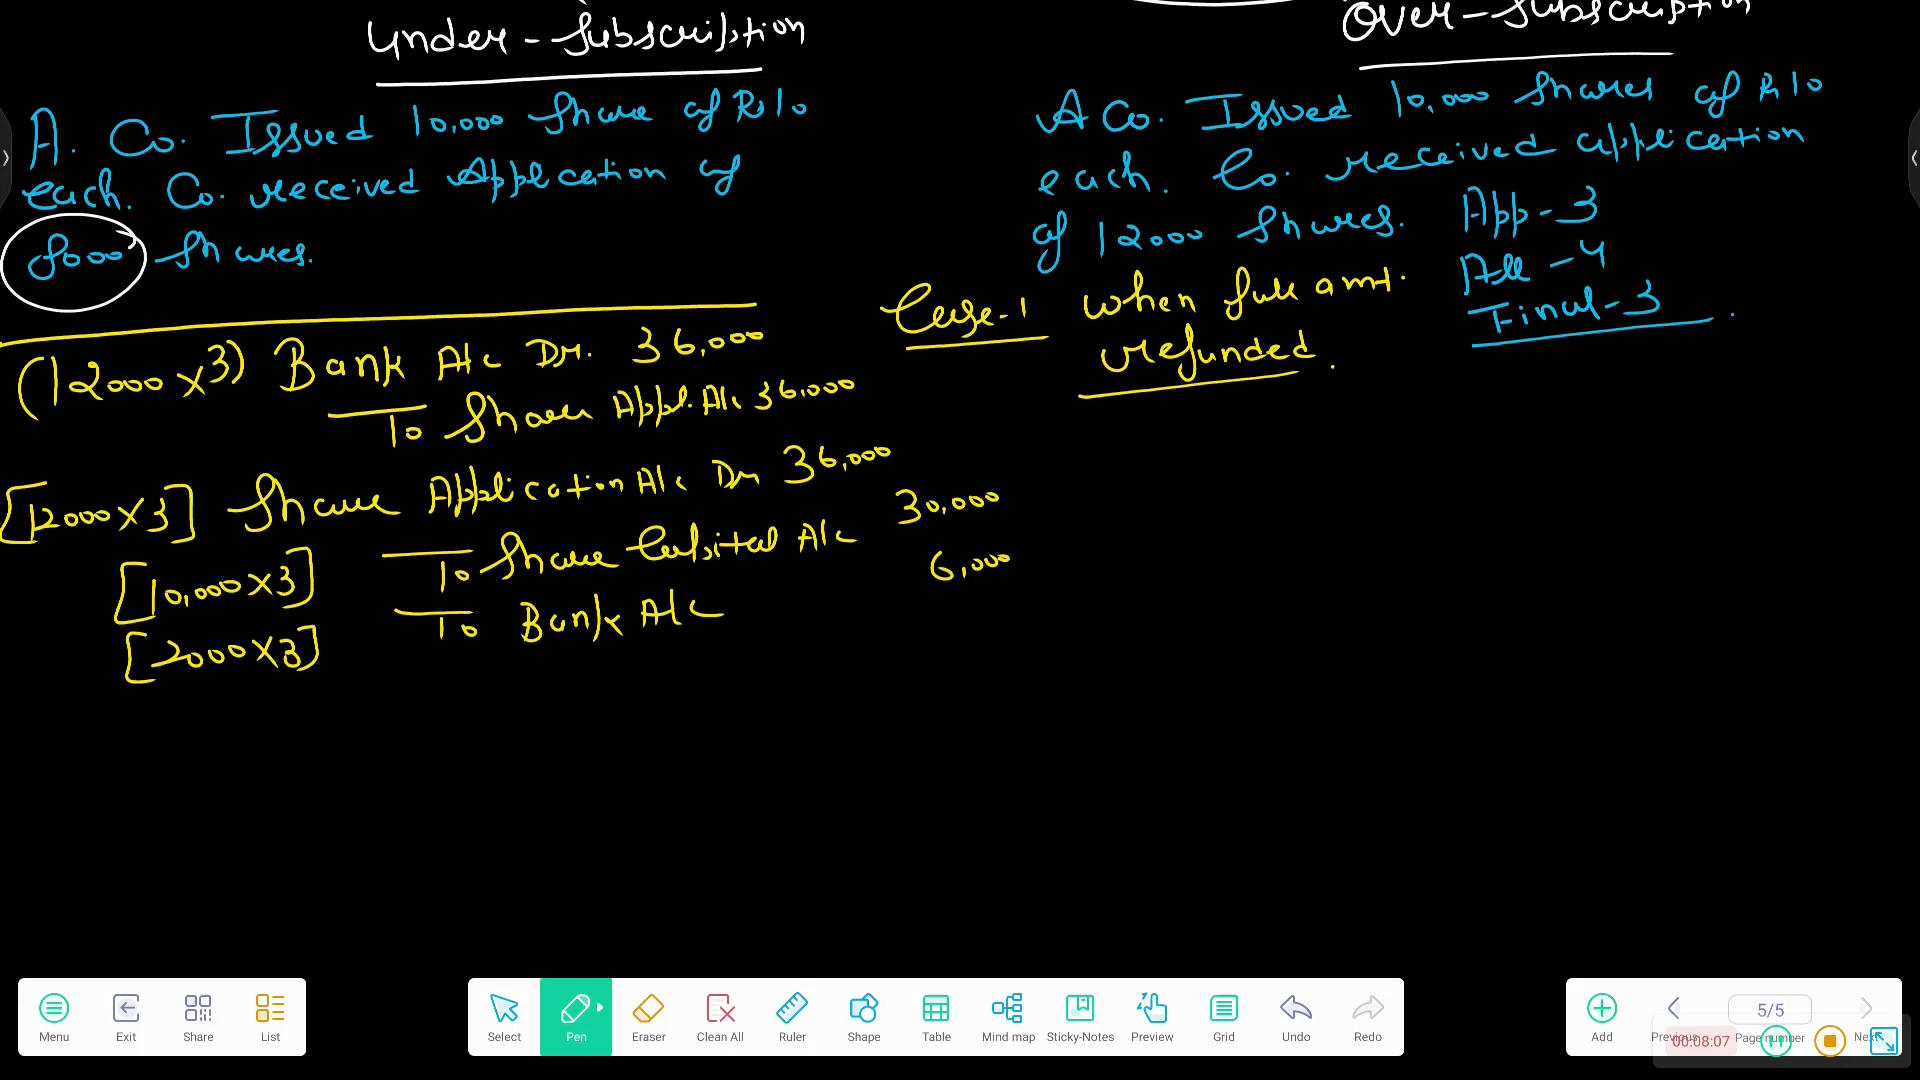 Under-Subscription
A. Co. Issued 10,000 Share of Rs 10
each. Co. received Application of
8000 Shares.
(12000 x 3) Bank A/c Dr. 36,000
To Share Appl. A/c 36,000
[12000 x 3] Share Application A/c Dr 36,000
[10,000 x 3] To Share Capital A/c 30,000
[2000 x 3] To Bank A/c 6,000
Over-Subscription
A Co. Issued 10,000 Shares of Rs 10
each. Co. received application
of 12000 Shares.
App - 3
All - 4
Final - 3
Case-1 When full amt.
refunded.
Menu
Exit
Share
List
Select
Pen
Eraser
Clean All
Ruler
Shape
Table
Mind map
Sticky-Notes
Preview
Grid
Undo
Redo
Add
Previous
5/5
Page number
00:08:07